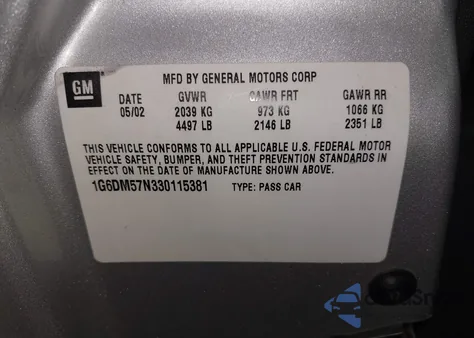 GM
MFD BY GENERAL MOTORS CORP
DATE GVWR GAWR FRT GAWR RR
05/02 2039 KG 973 KG 1066 KG
4497 LB 2146 LB 2351 LB
THIS VEHICLE CONFORMS TO ALL APPLICABLE U.S. FEDERAL MOTOR
VEHICLE SAFETY, BUMPER, AND THEFT PREVENTION STANDARDS IN
EFFECT ON THE DATE OF MANUFACTURE SHOWN ABOVE.
1G6DM57N330115381 TYPE: PASS CAR